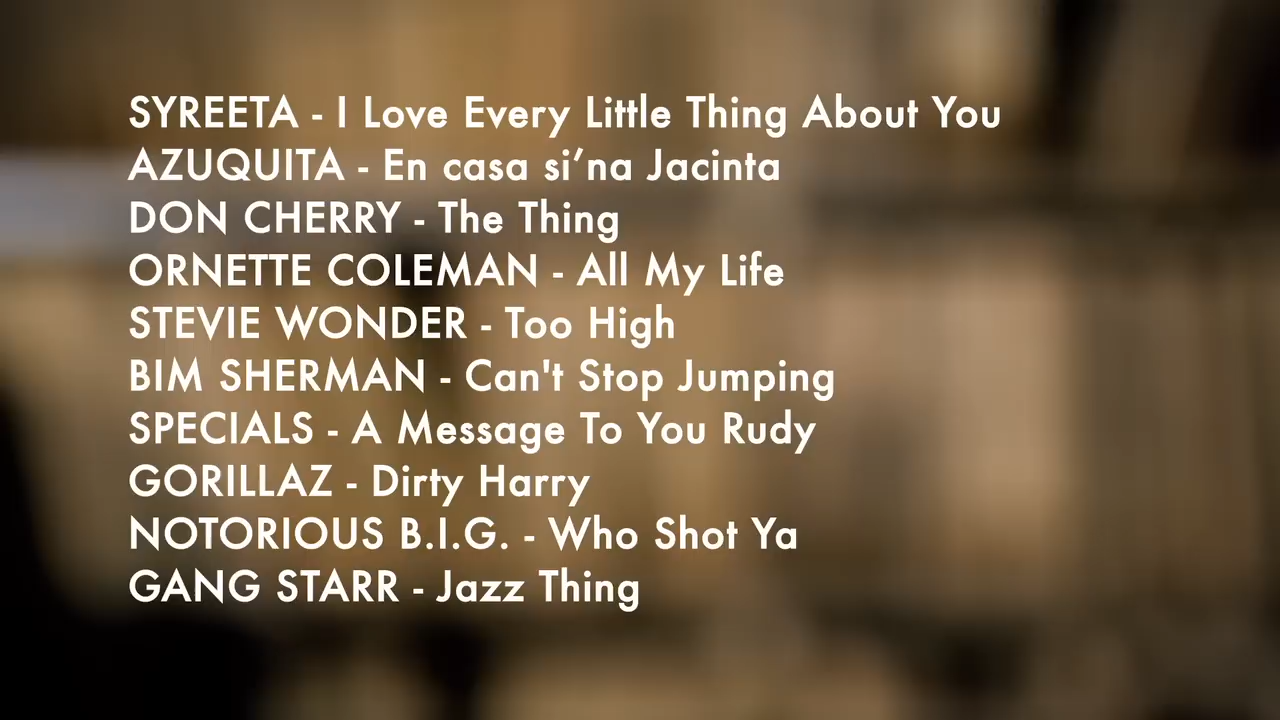 SYREETA - I Love Every Little Thing About You
AZUQUITA - En casa si’na Jacinta
DON CHERRY - The Thing
ORNETTE COLEMAN - All My Life
STEVIE WONDER - Too High
BIM SHERMAN - Can't Stop Jumping
SPECIALS - A Message To You Rudy
GORILLAZ - Dirty Harry
NOTORIOUS B.I.G. - Who Shot Ya
GANG STARR - Jazz Thing